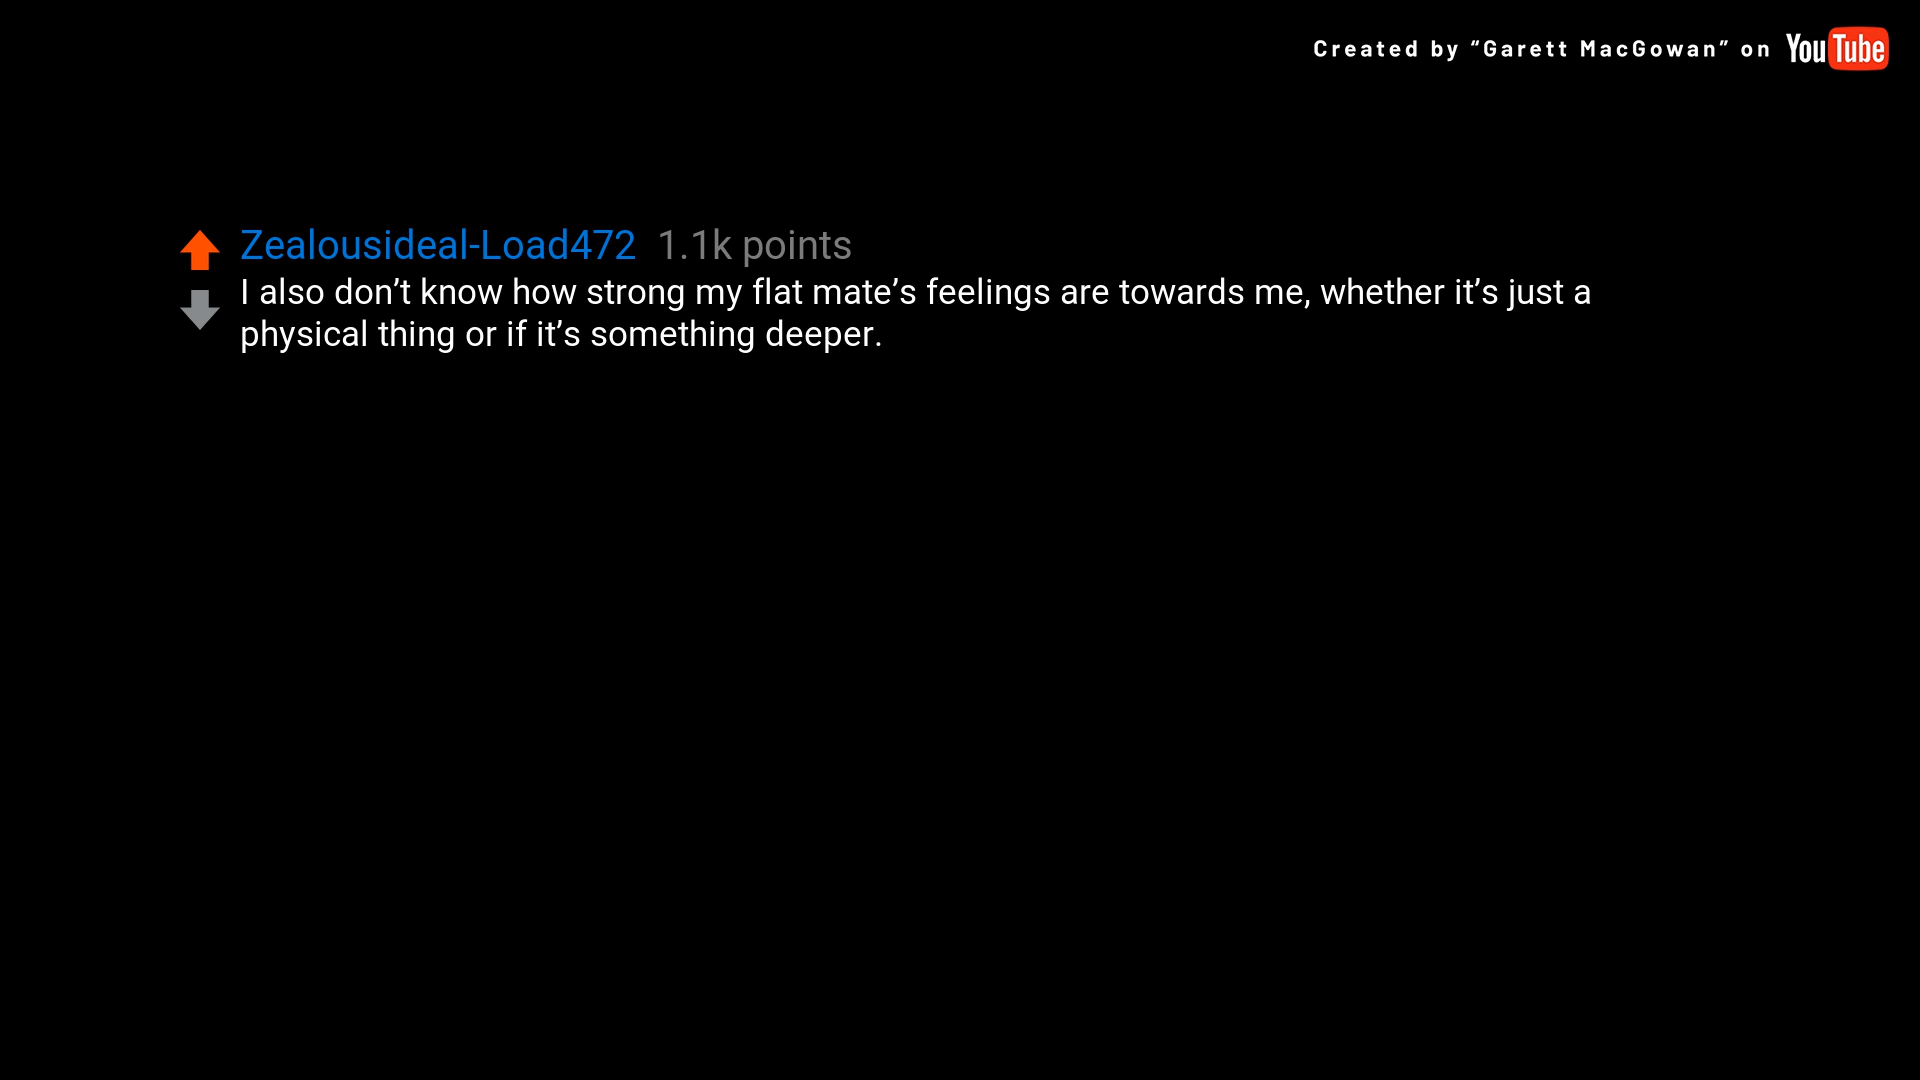 Created by “Garett MacGowan” on YouTube
Zealousideal-Load472 1.1k points
I also don’t know how strong my flat mate’s feelings are towards me, whether it’s just a
physical thing or if it’s something deeper.